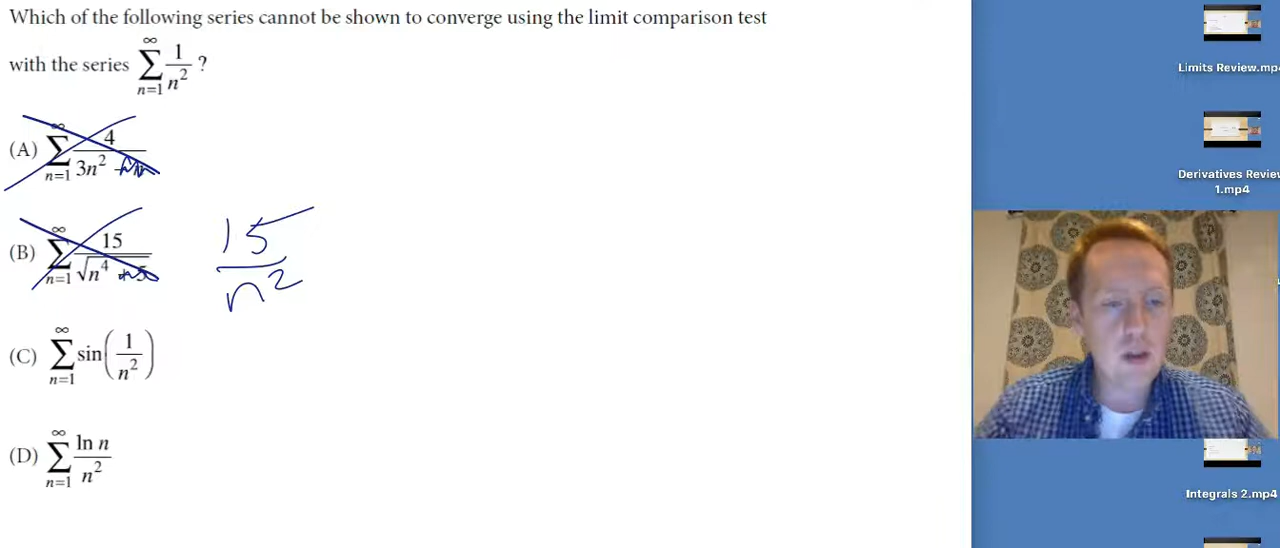 Which of the following series cannot be shown to converge using the limit comparison test
with the series ∑_{n=1}^{∞} 1/n² ?
(A) ∑_{n=1}^{∞} 4/(3n²
(B) ∑_{n=1}^{∞} 15/√(n⁴
15/n²
(C) ∑_{n=1}^{∞} sin(1/n²)
(D) ∑_{n=1}^{∞} ln n/n²
Limits Review.mp4
Derivatives Review
1.mp4
Integrals 2.mp4